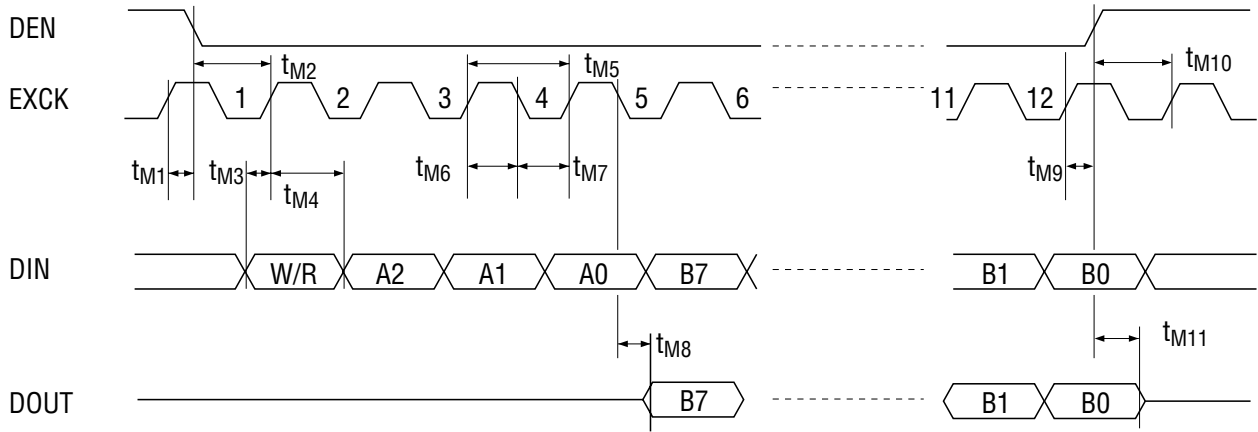 DEN
tM2
tM5
tM10
EXCK
1 2 3 4 5 6 11 12
tM1
tM3
tM4
tM6
tM7
tM9
DIN
W/R A2 A1 A0 B7 B1 B0
tM8
tM11
DOUT
B7 B1 B0